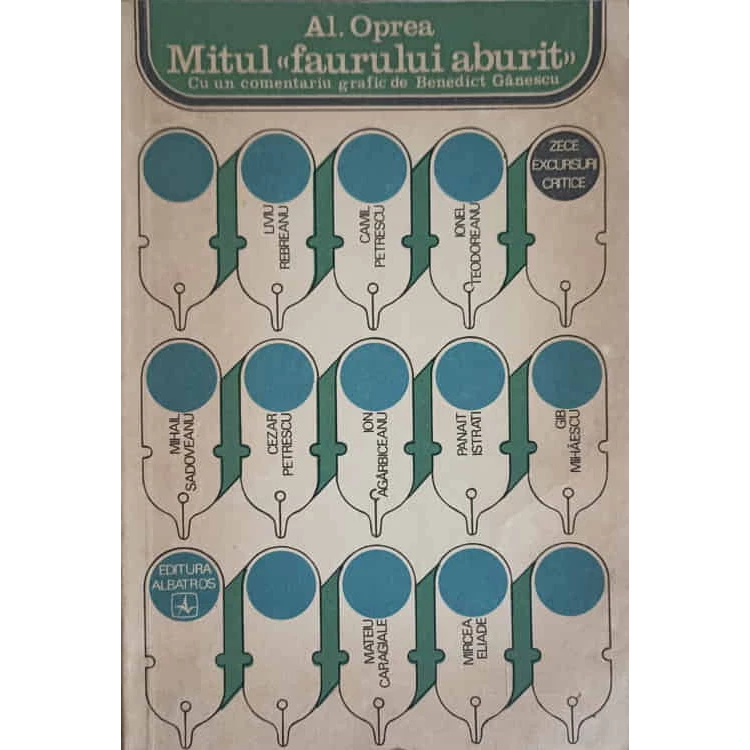 Al. Oprea
Mitul «faurului aburit»
Cu un comentariu grafic de Benedict Gănescu
ZECE
EXCURSURI
CRITICE
LIVIU
REBREANU
CAMIL
PETRESCU
IONEL
TEODOREANU
MIHAIL
SADOVEANU
CEZAR
PETRESCU
ION
AGÂRBICEANU
PANAIT
ISTRATI
GIB
MIHĂESCU
EDITURA
ALBATROS
MATEIU
CARAGIALE
MIRCEA
ELIADE